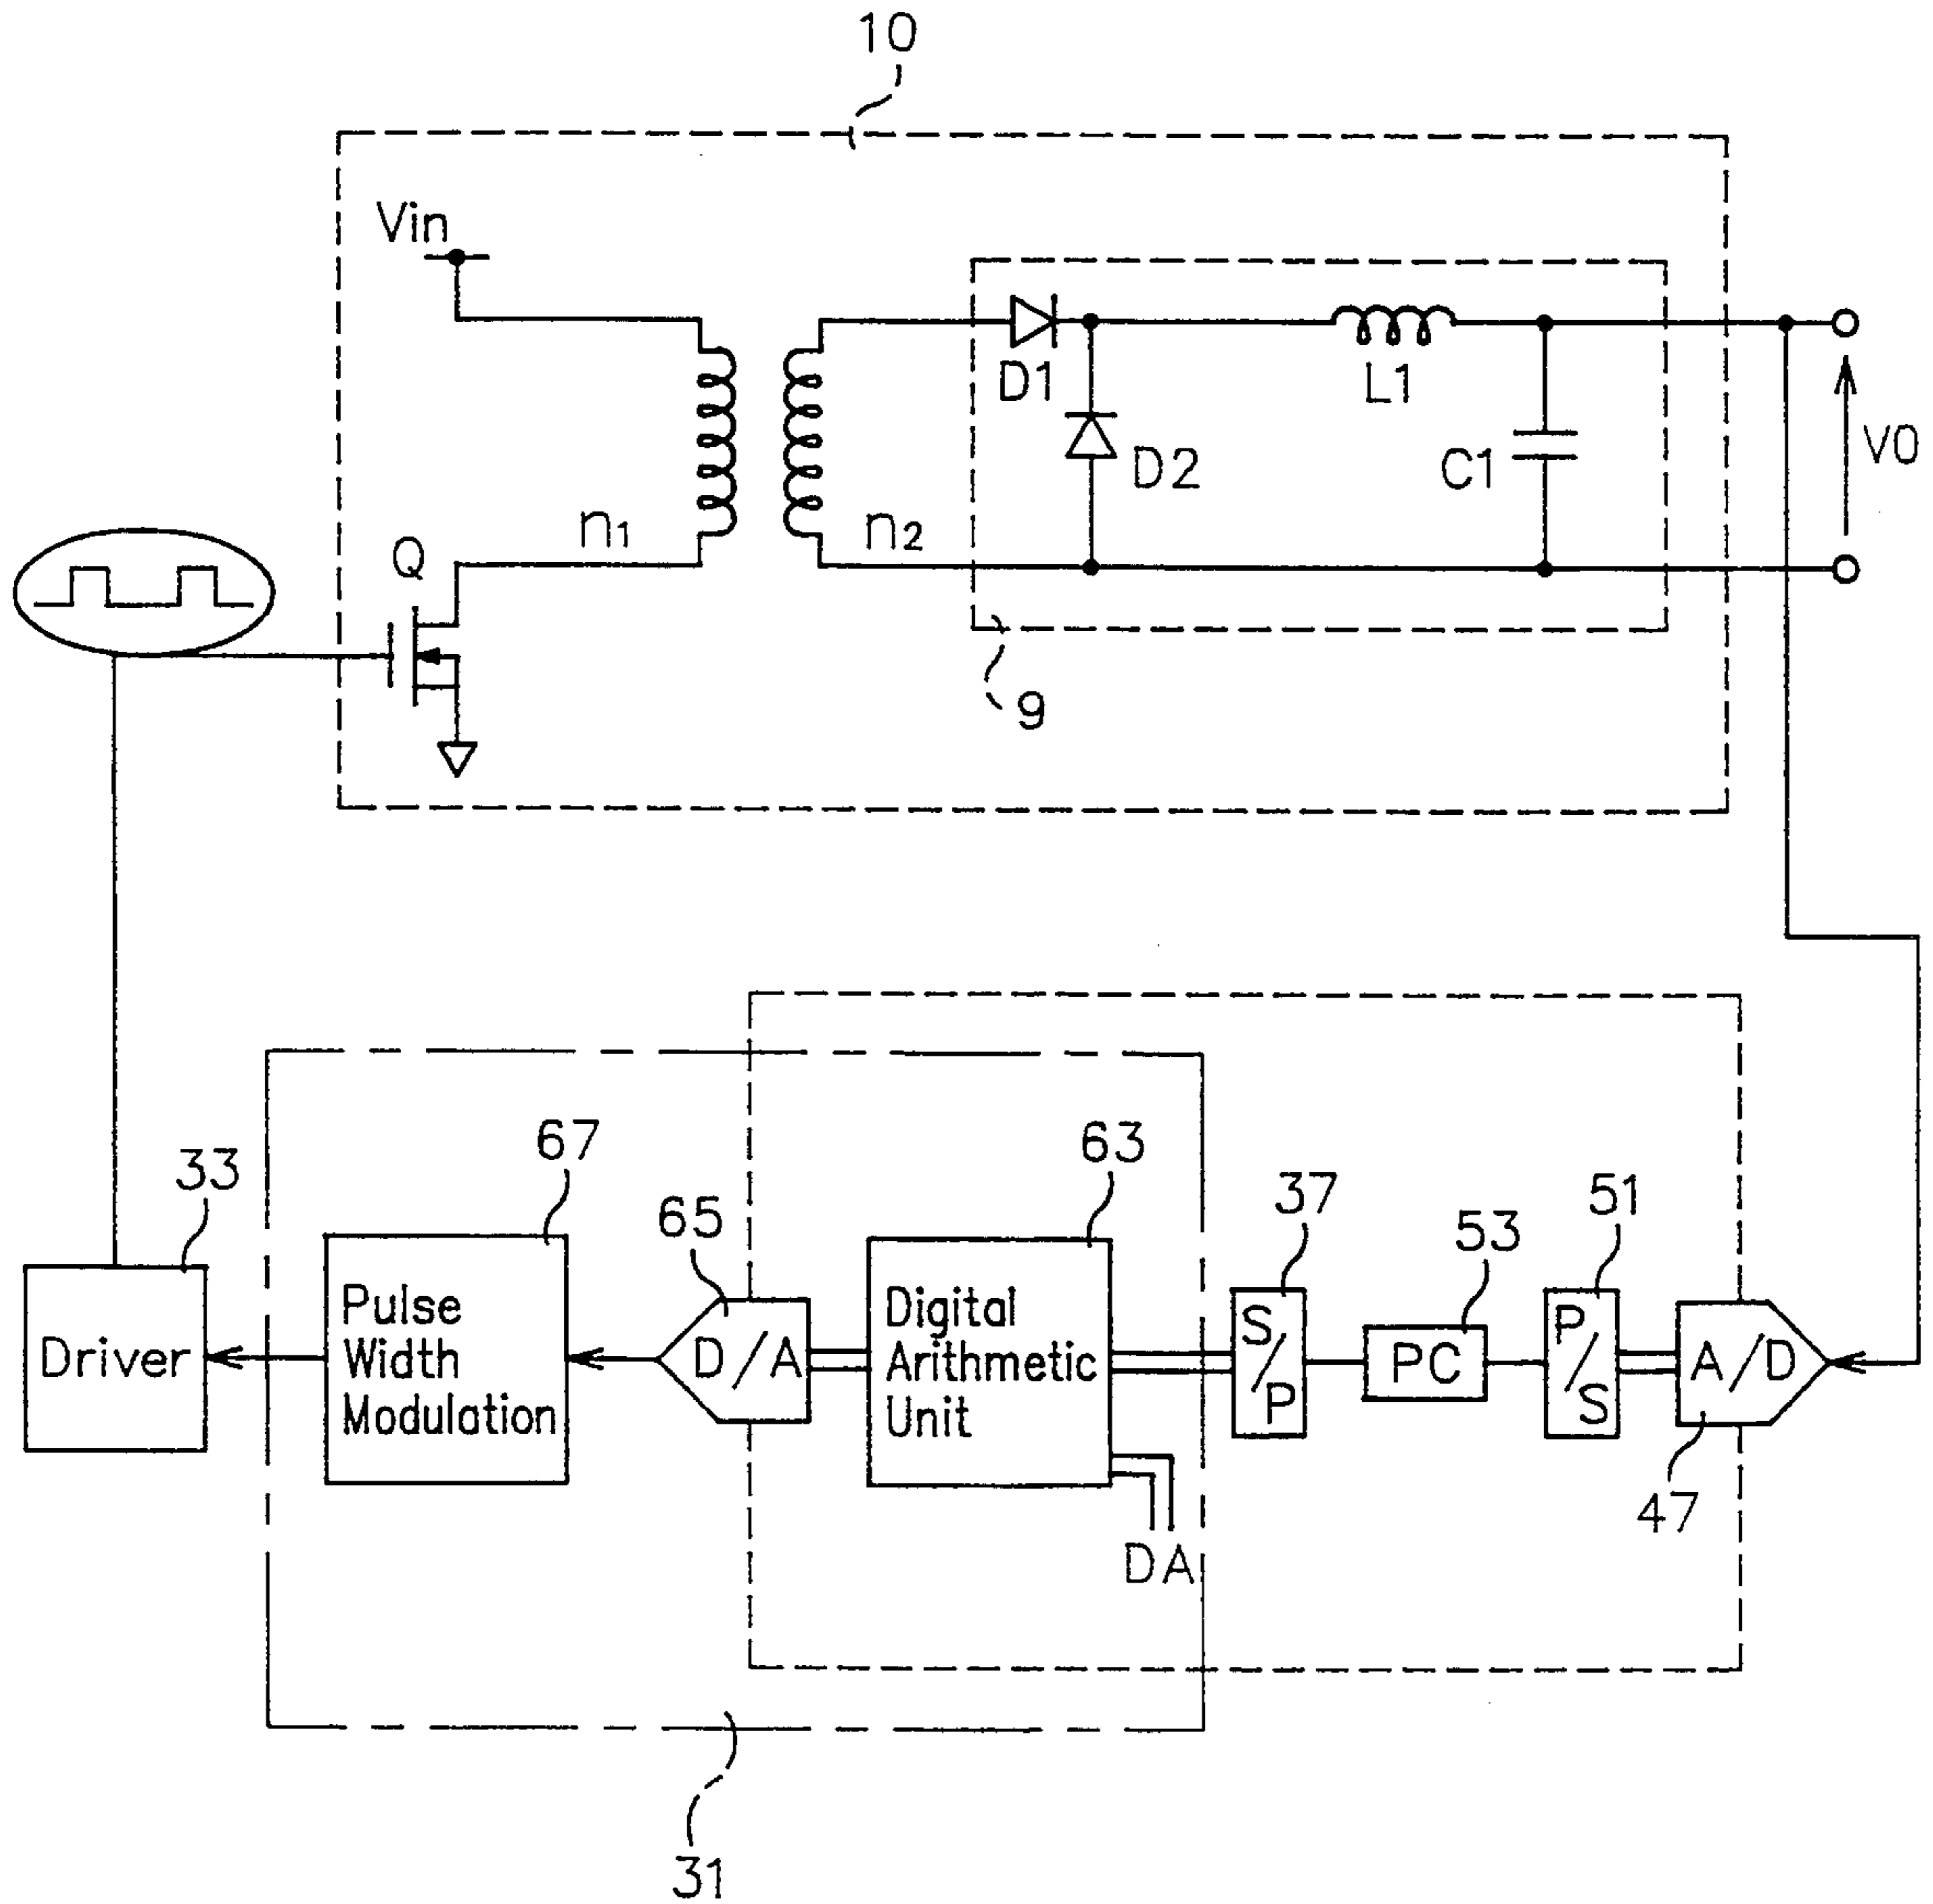 10
Vin
D1
L1
D2
C1
V0
n1
n2
Q
9
67
63
33
65
37
51
53
Pulse
Width
Modulation
Digital
Arithmetic
Unit
S/P
P/S
Driver
D/A
PC
A/D
47
DA
31